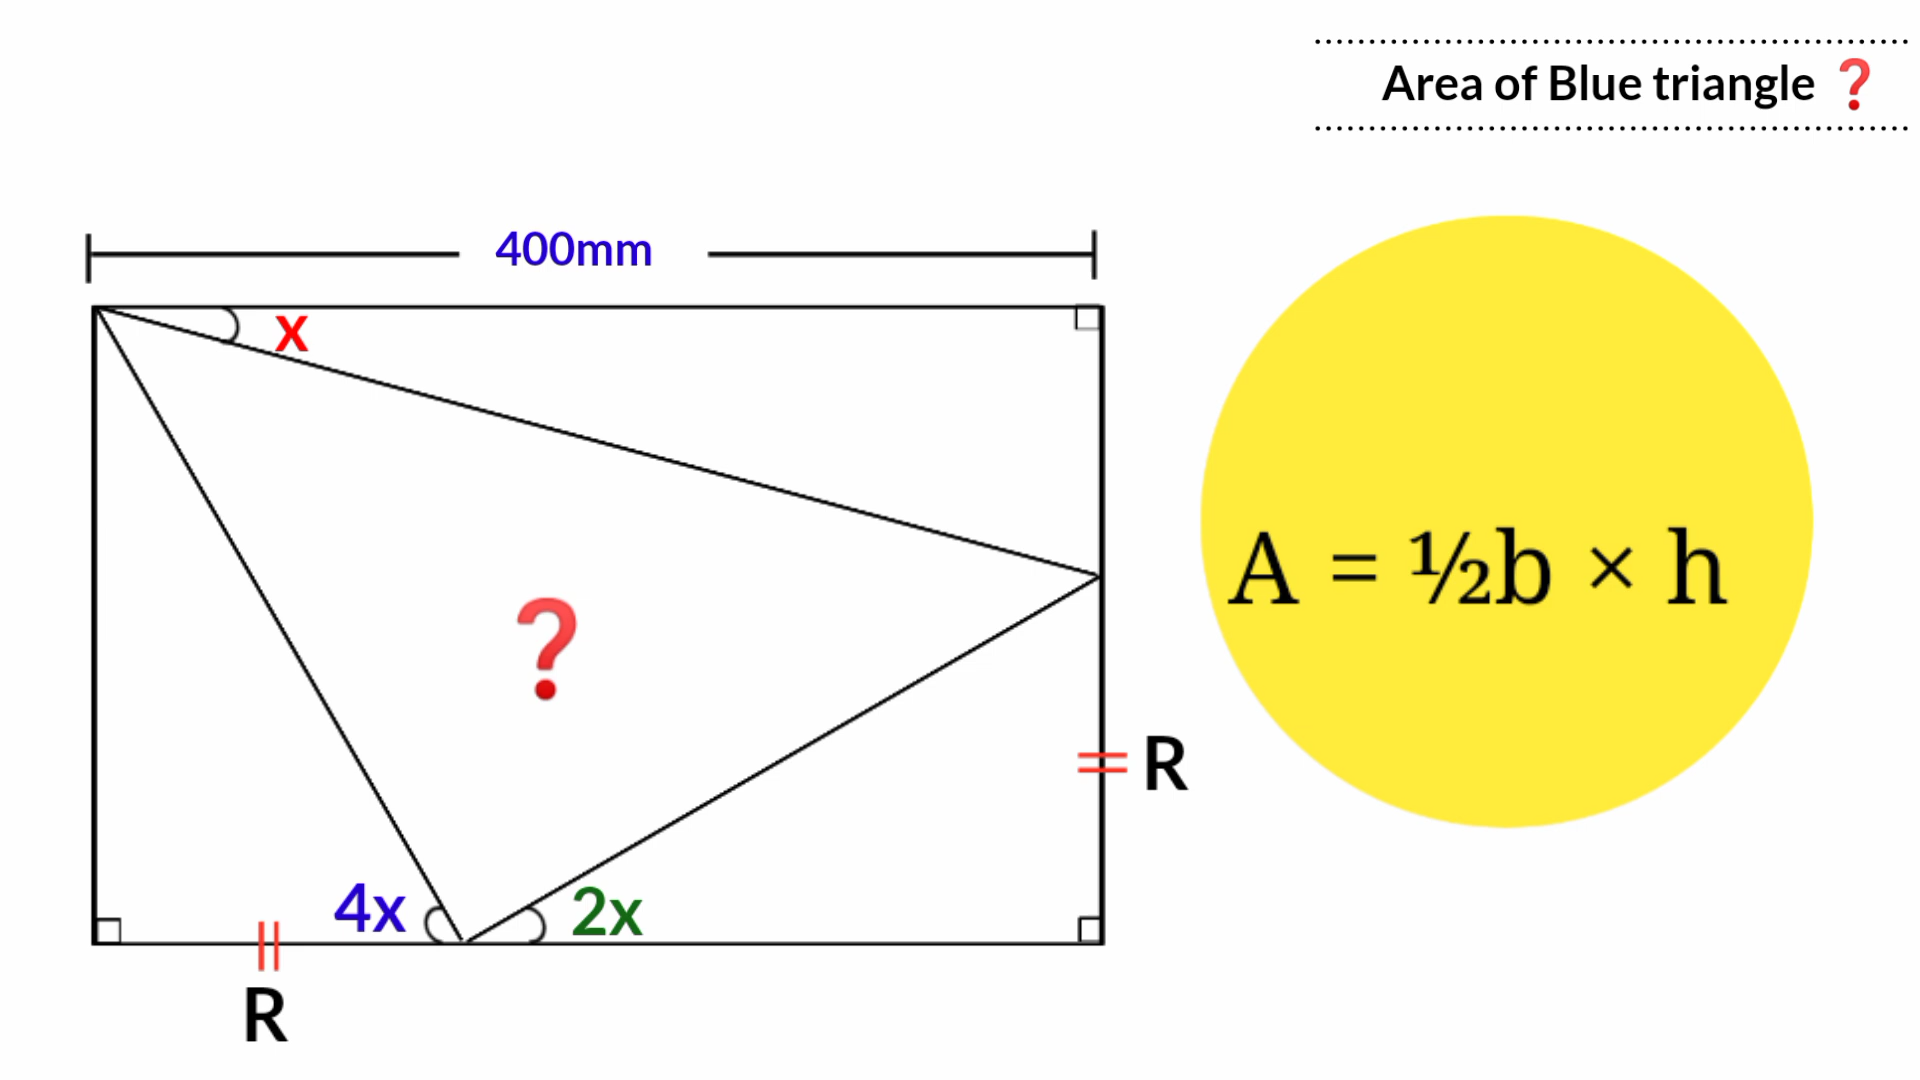 Area of Blue triangle ❓
400mm
x
❓
A = ½b × h
R
4x
2x
R